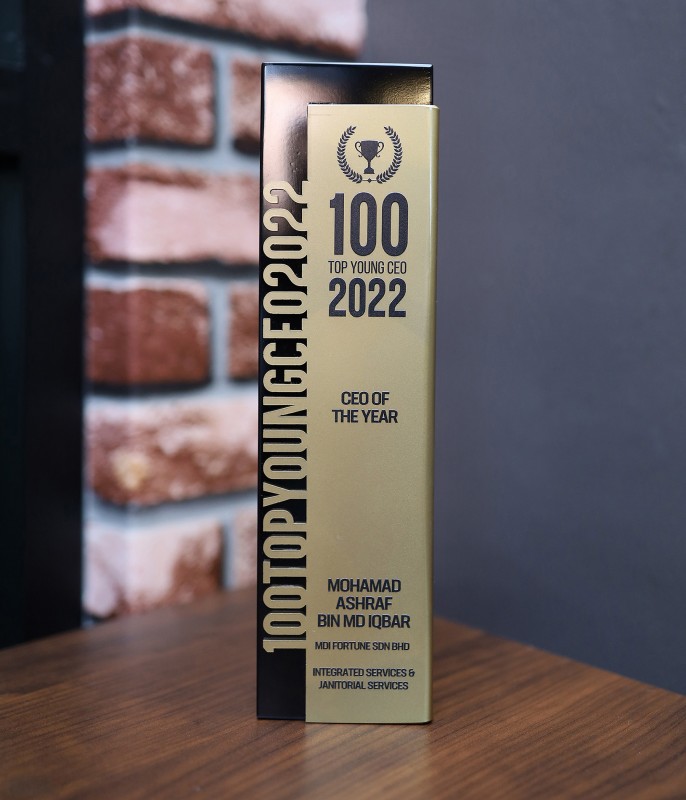 100TOPYOUNGCEO2022
100
TOP YOUNG CEO
2022
CEO OF
THE YEAR
MOHAMAD
ASHRAF
BIN MD IQBAR
MDI FORTUNE SDN BHD
INTEGRATED SERVICES &
JANITORIAL SERVICES